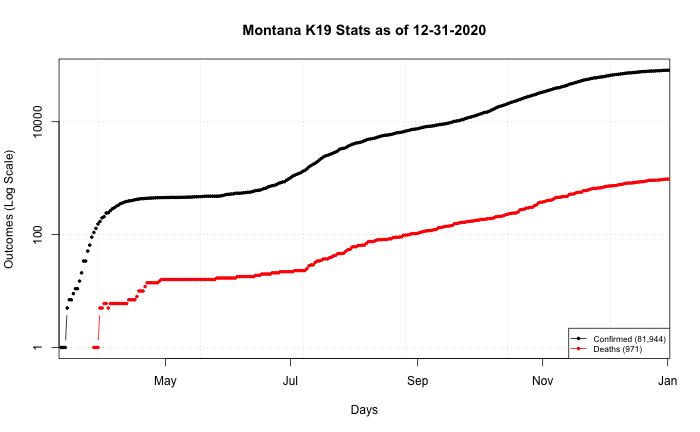 Montana K19 Stats as of 12-31-2020
Outcomes (Log Scale)
10000
100
1
May
Jul
Sep
Nov
Jan
Days
Confirmed (81,944)
Deaths (971)